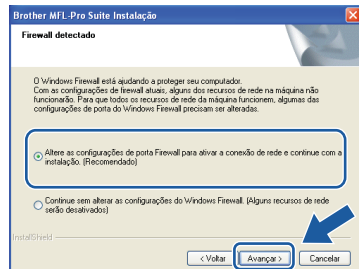 Brother MFL-Pro Suite Instalação
Firewall detectado
O Windows Firewall está ajudando a proteger seu computador.
Com as configurações de firewall atuais, alguns dos recursos de rede na máquina não
funcionarão. Para que todos os recursos de rede da máquina funcionem, algumas das
configurações de porta do Windows Firewall precisam ser alteradas.
Altere as configurações de porta Firewall para ativar a conexão de rede e continue com a
instalação. (Recomendado)
Continue sem alterar as configurações do Windows Firewall. (Alguns recursos de rede
serão desativados)
InstallShield
< Voltar Avançar > Cancelar